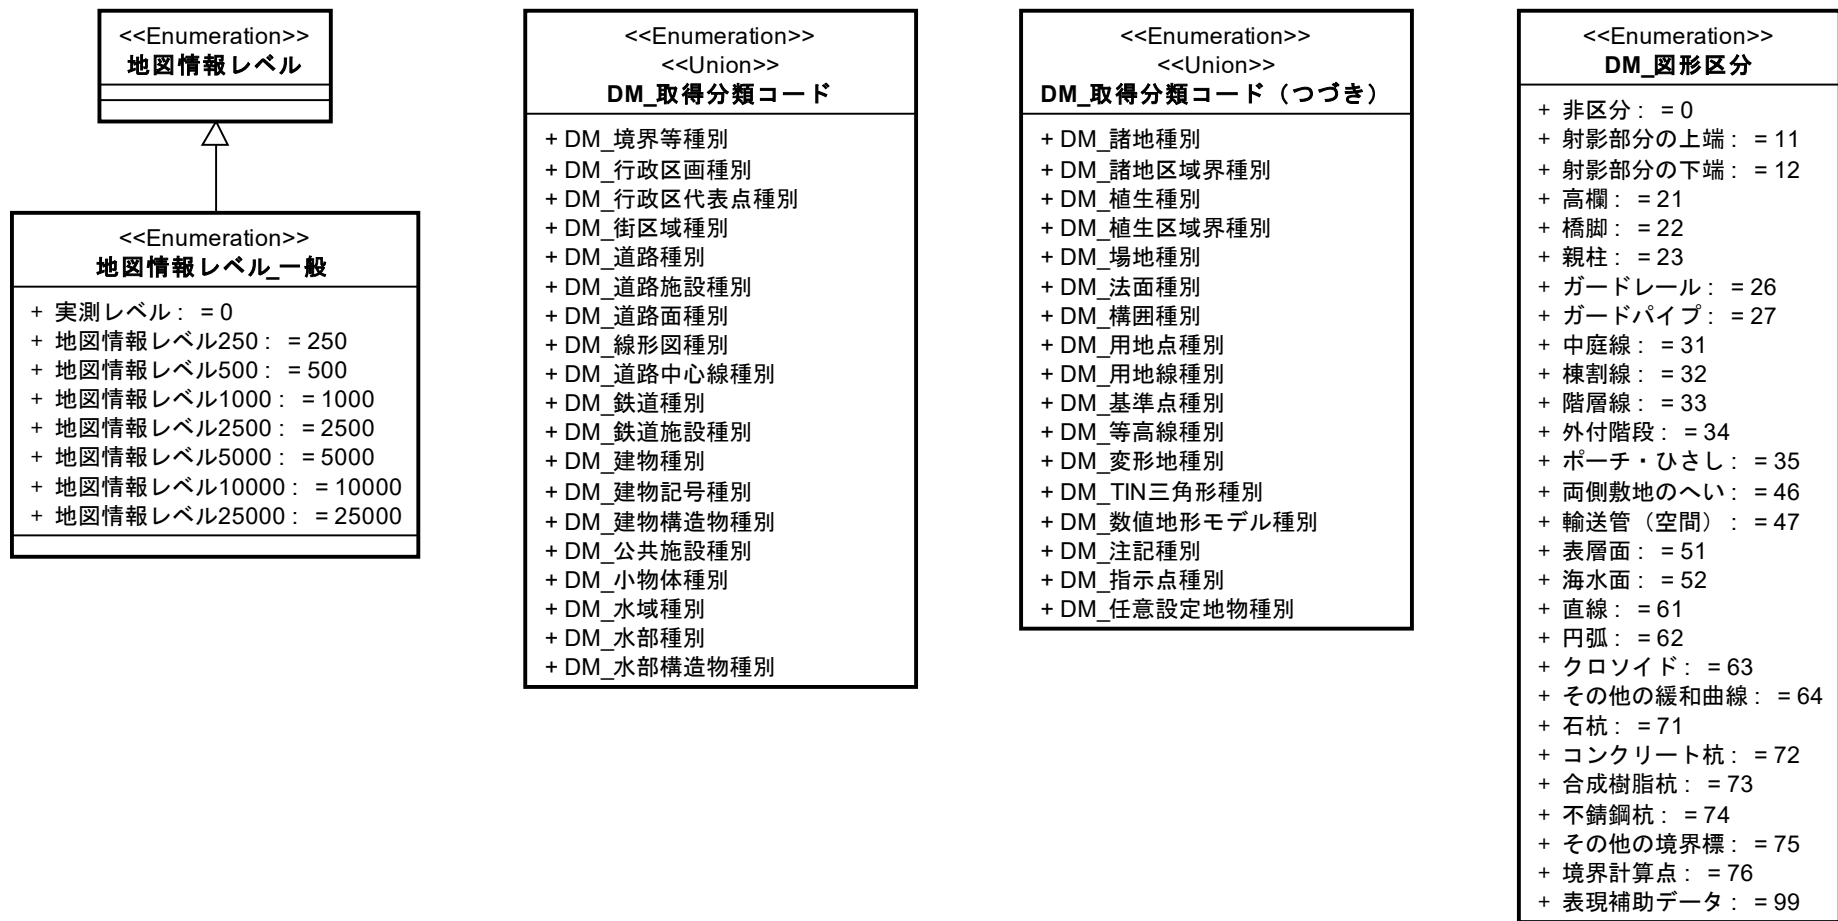 <<Enumeration>>
地図情報レベル
<<Enumeration>>
地図情報レベル_一般
+ 実測レベル : = 0
+ 地図情報レベル250 : = 250
+ 地図情報レベル500 : = 500
+ 地図情報レベル1000 : = 1000
+ 地図情報レベル2500 : = 2500
+ 地図情報レベル5000 : = 5000
+ 地図情報レベル10000 : = 10000
+ 地図情報レベル25000 : = 25000
<<Enumeration>>
<<Union>>
DM_取得分類コード
+ DM_境界等種別
+ DM_行政区画種別
+ DM_行政区代表点種別
+ DM_街区域種別
+ DM_道路種別
+ DM_道路施設種別
+ DM_道路面種別
+ DM_線形図種別
+ DM_道路中心線種別
+ DM_鉄道種別
+ DM_鉄道施設種別
+ DM_建物種別
+ DM_建物記号種別
+ DM_建物構造物種別
+ DM_公共施設種別
+ DM_小物体種別
+ DM_水域種別
+ DM_水部種別
+ DM_水部構造物種別
<<Enumeration>>
<<Union>>
DM_取得分類コード（つづき）
+ DM_諸地種別
+ DM_諸地区域界種別
+ DM_植生種別
+ DM_植生区域界種別
+ DM_場地種別
+ DM_法面種別
+ DM_構囲種別
+ DM_用地点種別
+ DM_用地線種別
+ DM_基準点種別
+ DM_等高線種別
+ DM_変形地種別
+ DM_TIN三角形種別
+ DM_数値地形モデル種別
+ DM_注記種別
+ DM_指示点種別
+ DM_任意設定地物種別
<<Enumeration>>
DM_図形区分
+ 非区分 : = 0
+ 射影部分の上端 : = 11
+ 射影部分の下端 : = 12
+ 高欄 : = 21
+ 橋脚 : = 22
+ 親柱 : = 23
+ ガードレール : = 26
+ ガードパイプ : = 27
+ 中庭線 : = 31
+ 棟割線 : = 32
+ 階層線 : = 33
+ 外付階段 : = 34
+ ポーチ・ひさし : = 35
+ 両側敷地のへい : = 46
+ 輸送管（空間） : = 47
+ 表層面 : = 51
+ 海水面 : = 52
+ 直線 : = 61
+ 円弧 : = 62
+ クロソイド : = 63
+ その他の緩和曲線 : = 64
+ 石杭 : = 71
+ コンクリート杭 : = 72
+ 合成樹脂杭 : = 73
+ 不錆鋼杭 : = 74
+ その他の境界標 : = 75
+ 境界計算点 : = 76
+ 表現補助データ : = 99